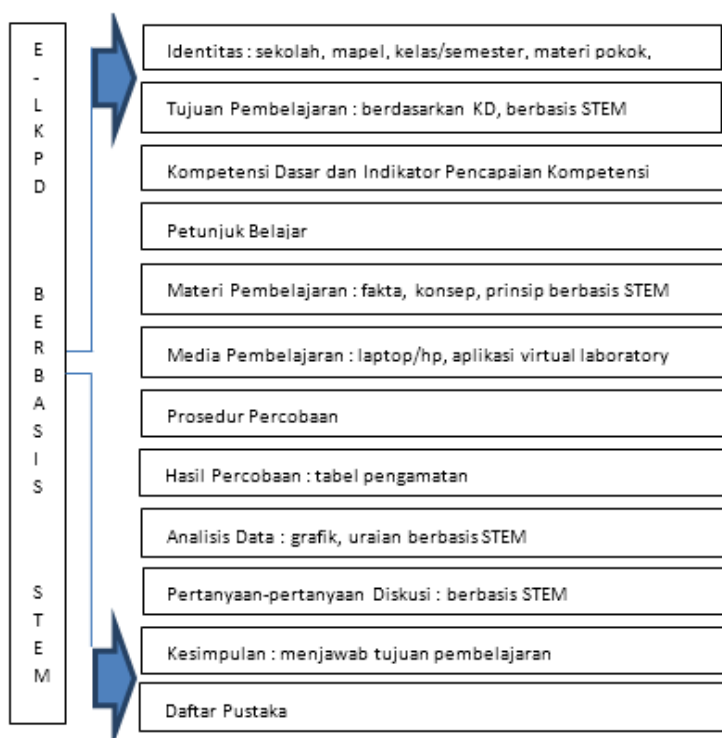 E-LKPD BERBASIS STEM
Identitas : sekolah, mapel, kelas/semester, materi pokok,
Tujuan Pembelajaran : berdasarkan KD, berbasis STEM
Kompetensi Dasar dan Indikator Pencapaian Kompetensi
Petunjuk Belajar
Materi Pembelajaran : fakta, konsep, prinsip berbasis STEM
Media Pembelajaran : laptop/hp, aplikasi virtual laboratory
Prosedur Percobaan
Hasil Percobaan : tabel pengamatan
Analisis Data : grafik, uraian berbasis STEM
Pertanyaan-pertanyaan Diskusi : berbasis STEM
Kesimpulan : menjawab tujuan pembelajaran
Daftar Pustaka